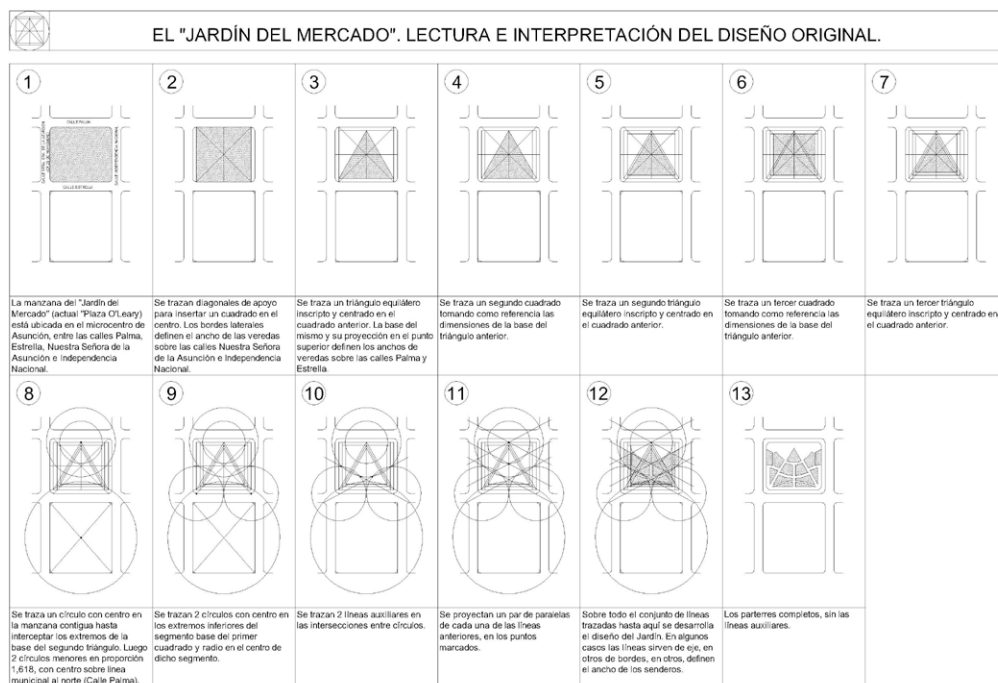 EL "JARDÍN DEL MERCADO". LECTURA E INTERPRETACIÓN DEL DISEÑO ORIGINAL.
1
2
3
4
5
6
7
CALLE PALMA
CALLE ESTRELLA
La manzana del "Jardín del
Mercado" (actual "Plaza O'Leary)
está ubicada en el microcentro de
Asunción, entre las calles Palma,
Estrella, Nuestra Señora de la
Asunción e Independencia
Nacional.
Se trazan diagonales de apoyo
para insertar un cuadrado en el
centro. Los bordes laterales
definen el ancho de las veredas
sobre las calles Nuestra Señora
de la Asunción e Independencia
Nacional.
Se traza un triángulo equilátero
inscripto y centrado en el
cuadrado anterior. La base del
mismo y su proyección en el punto
superior definen los anchos de
veredas sobre las calles Palma y
Estrella.
Se traza un segundo cuadrado
tomando como referencia las
dimensiones de la base del
triángulo anterior.
Se traza un segundo triángulo
equilátero inscripto y centrado en
el cuadrado anterior.
Se traza un tercer cuadrado
tomando como referencia las
dimensiones de la base del
triángulo anterior.
Se traza un tercer triángulo
equilátero inscripto y centrado en
el cuadrado anterior.
8
9
10
11
12
13
Se traza un círculo con centro en
la manzana contigua hasta
interceptar los extremos de la
base del segundo triángulo. Luego
2 círculos menores en proporción
1,618, con centro sobre línea
municipal al norte (Calle Palma).
Se trazan 2 círculos con centro en
los extremos inferiores del
segmento base del primer
cuadrado y radio en el centro de
dicho segmento.
Se trazan 2 líneas auxiliares en
las intersecciones entre círculos.
Se proyectan un par de paralelas
de cada una de las líneas
anteriores, en los puntos
marcados.
Sobre todo el conjunto de líneas
trazadas hasta aquí se desarrolla
el diseño del Jardín. En algunos
casos las líneas sirven de eje, en
otros de bordes, en otros, definen
el ancho de los senderos.
Los parterres completos, sin las
líneas auxiliares.